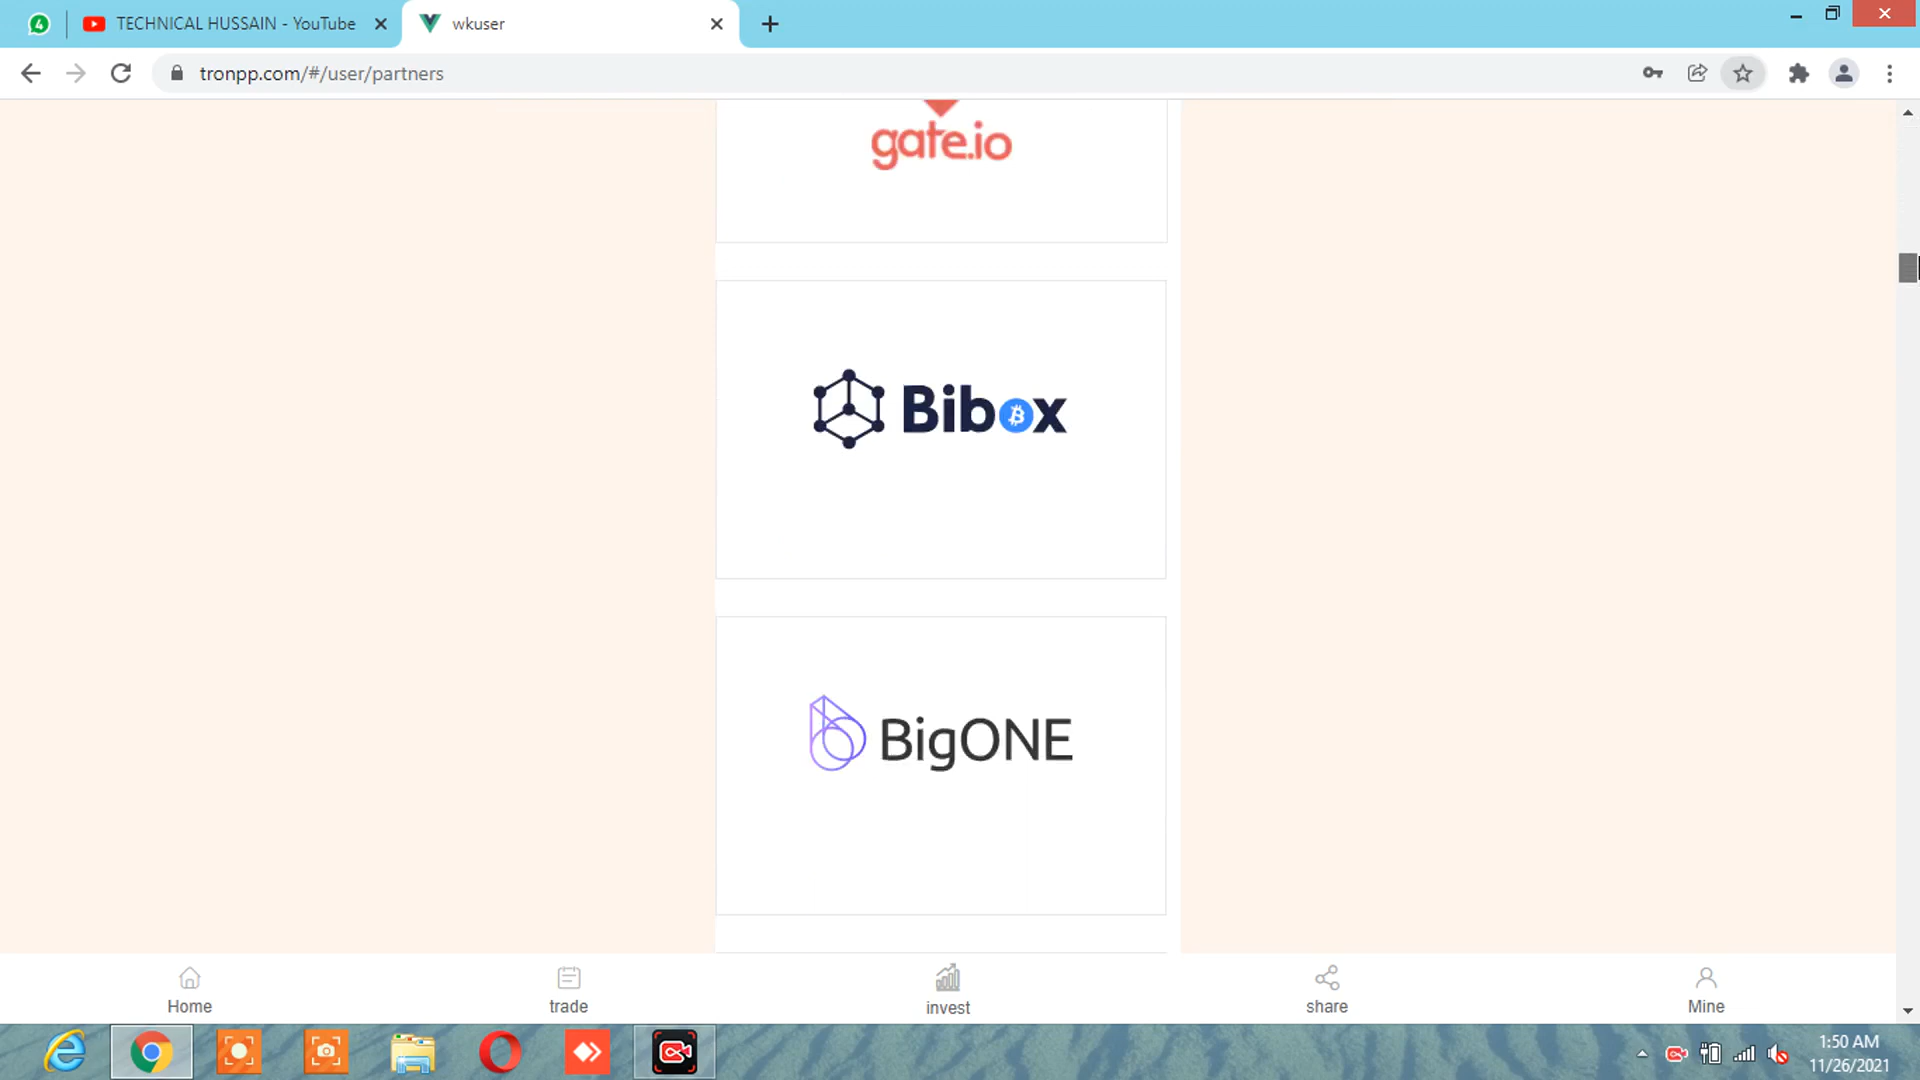 4
TECHNICAL HUSSAIN - YouTube
wkuser
tronpp.com/#/user/partners
gate.io
Bibox
BigONE
Home
trade
invest
share
Mine
1:50 AM
11/26/2021